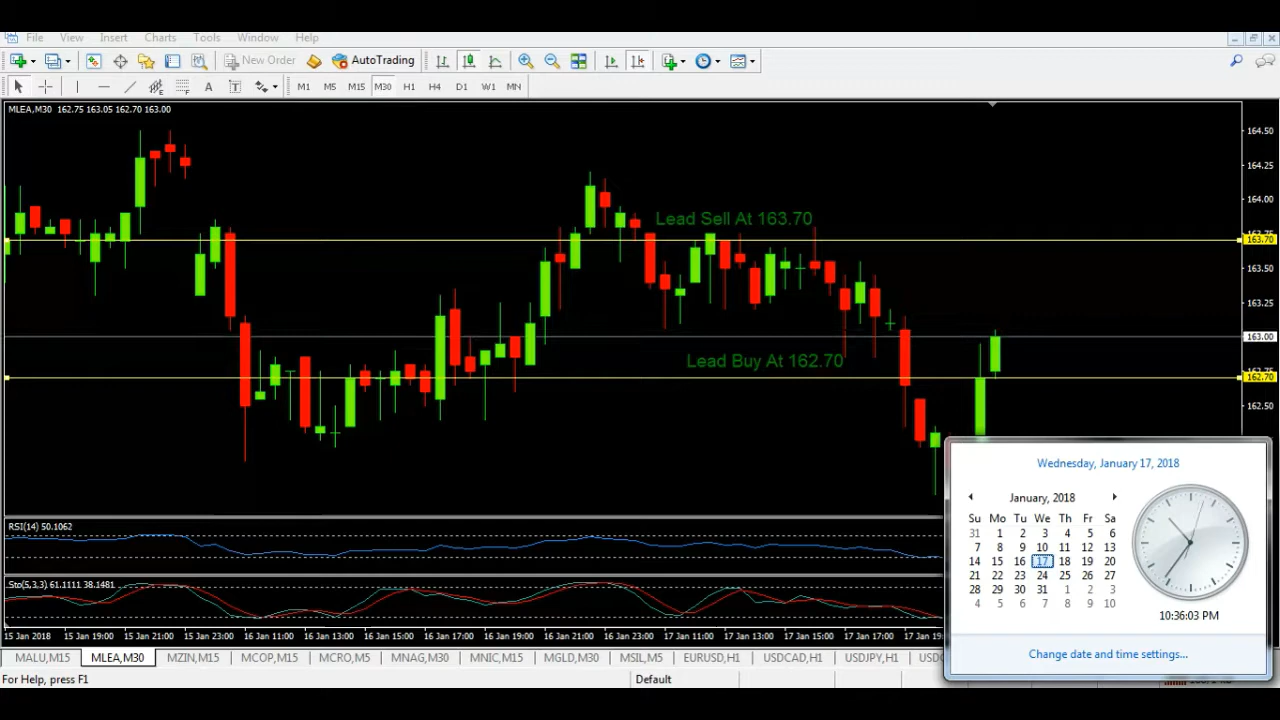 File View Insert Charts Tools Window Help
New Order AutoTrading
A T M1 M5 M15 M30 H1 H4 D1 W1 MN
MLEA,M30 162.75 163.05 162.70 163.00
164.50
164.25
164.00
Lead Sell At 163.70
163.70
163.50
163.25
163.00
Lead Buy At 162.70
162.70
162.50
RSI(14) 50.1062
Sto(5,3,3) 61.1111 38.1481
15 Jan 2018 15 Jan 19:00 15 Jan 21:00 15 Jan 23:00 16 Jan 11:00 16 Jan 13:00 16 Jan 15:00 16 Jan 17:00 16 Jan 19:00 16 Jan 21:00 16 Jan 23:00 17 Jan 11:00 17 Jan 13:00 17 Jan 15:00 17 Jan 17:00 17 Jan 19:
MALU,M15 MLEA,M30 MZIN,M15 MCOP,M15 MCRO,M5 MNAG,M30 MNIC,M15 MGLD,M30 MSIL,M5 EURUSD,H1 USDCAD,H1 USDJPY,H1
For Help, press F1 Default
Wednesday, January 17, 2018
January, 2018
Su Mo Tu We Th Fr Sa
31 1 2 3 4 5 6
7 8 9 10 11 12 13
14 15 16 17 18 19 20
21 22 23 24 25 26 27
28 29 30 31 1 2 3
4 5 6 7 8 9 10
10:36:03 PM
Change date and time settings...